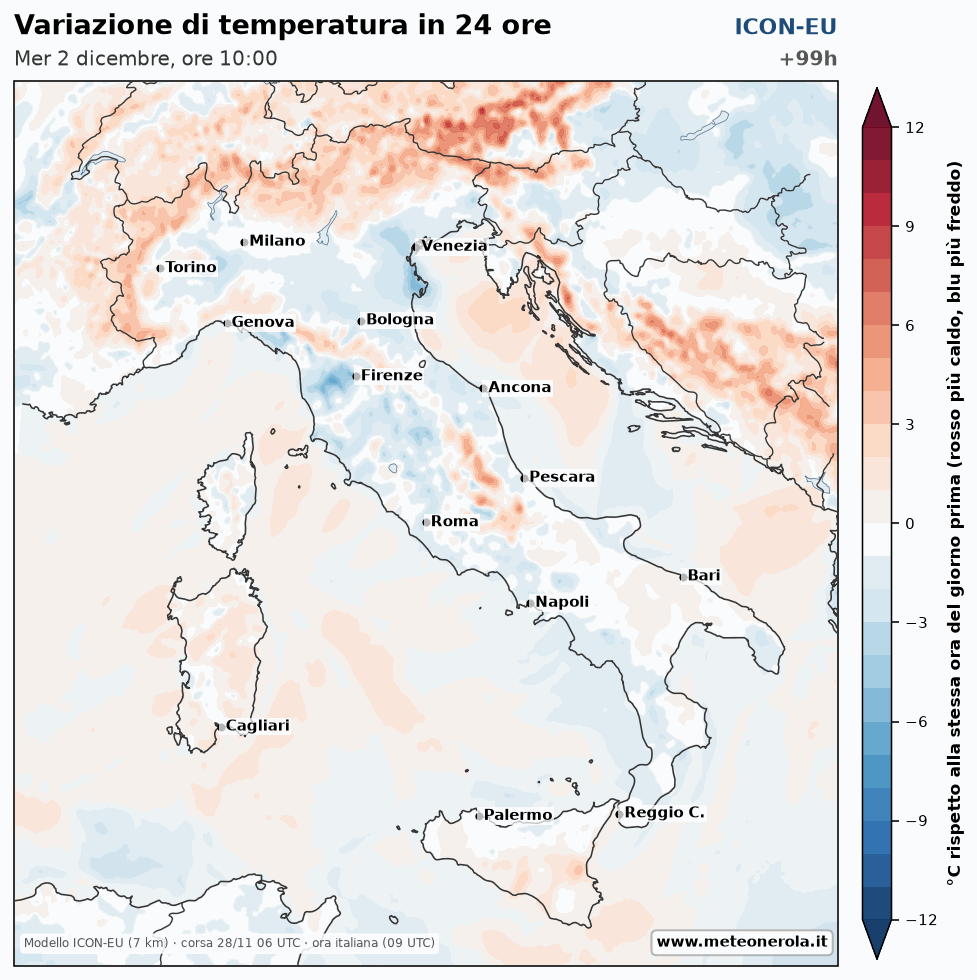 Variazione di temperatura in 24 ore
ICON-EU
Mer 2 dicembre, ore 10:00
+99h
12
9
6
3
0
−3
−6
−9
−12
°C rispetto alla stessa ora del giorno prima (rosso più caldo, blu più freddo)
Milano
Venezia
Torino
Genova
Bologna
Firenze
Ancona
Pescara
Roma
Bari
Napoli
Cagliari
Palermo
Reggio C.
Modello ICON-EU (7 km) · corsa 28/11 06 UTC · ora italiana (09 UTC)
www.meteonerola.it